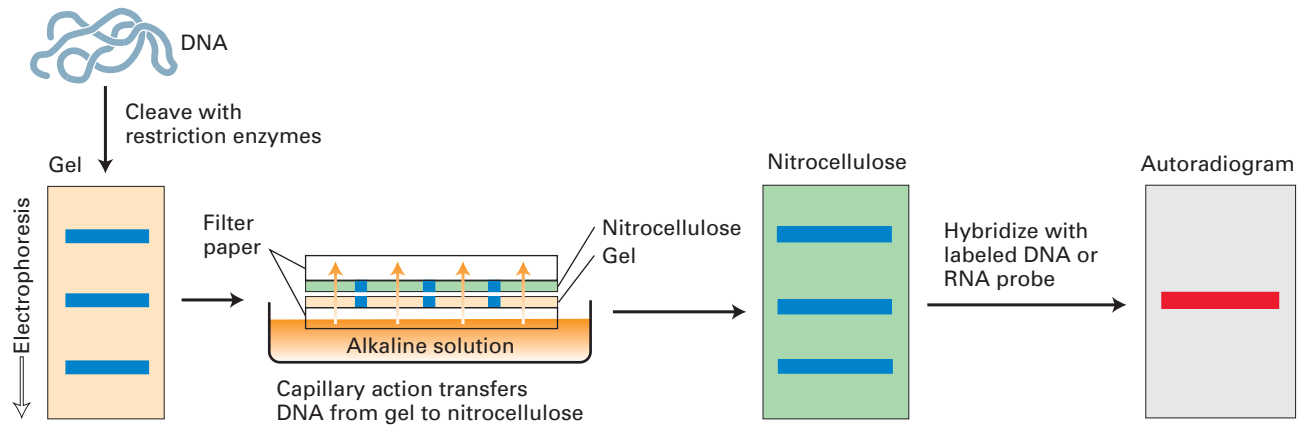 DNA
Cleave with
restriction enzymes
Gel
Electrophoresis
Filter
paper
Nitrocellulose
Gel
Alkaline solution
Capillary action transfers
DNA from gel to nitrocellulose
Nitrocellulose
Hybridize with
labeled DNA or
RNA probe
Autoradiogram